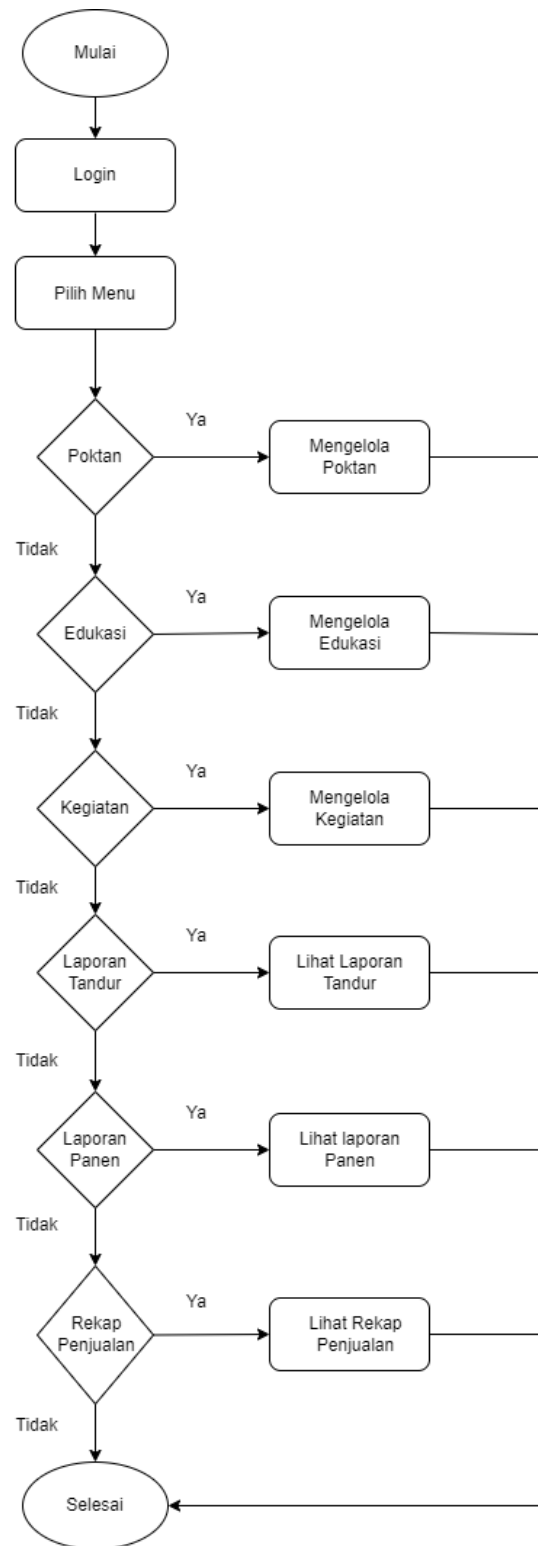 Mulai
Login
Pilih Menu
Poktan
Ya
Mengelola
Poktan
Tidak
Edukasi
Ya
Mengelola
Edukasi
Tidak
Kegiatan
Ya
Mengelola
Kegiatan
Tidak
Laporan
Tandur
Ya
Lihat Laporan
Tandur
Tidak
Laporan
Panen
Ya
Lihat laporan
Panen
Tidak
Rekap
Penjualan
Ya
Lihat Rekap
Penjualan
Tidak
Selesai